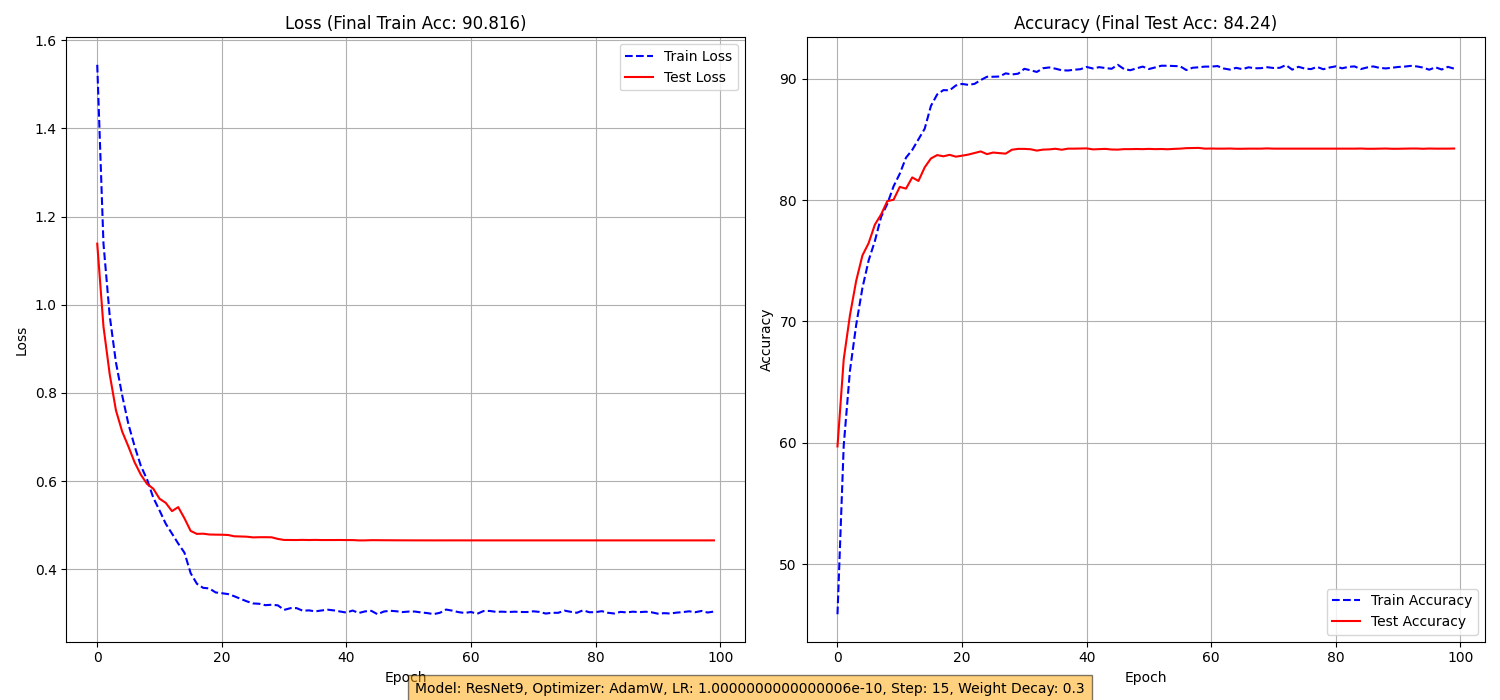 Loss (Final Train Acc: 90.816)
1.6
1.4
1.2
1.0
0.8
0.6
0.4
Loss
0
20
40
60
80
100
Epoch
Train Loss
Test Loss
Accuracy (Final Test Acc: 84.24)
90
80
70
60
50
Accuracy
0
20
40
60
80
100
Epoch
Train Accuracy
Test Accuracy
Model: ResNet9, Optimizer: AdamW, LR: 1.0000000000000006e-10, Step: 15, Weight Decay: 0.3